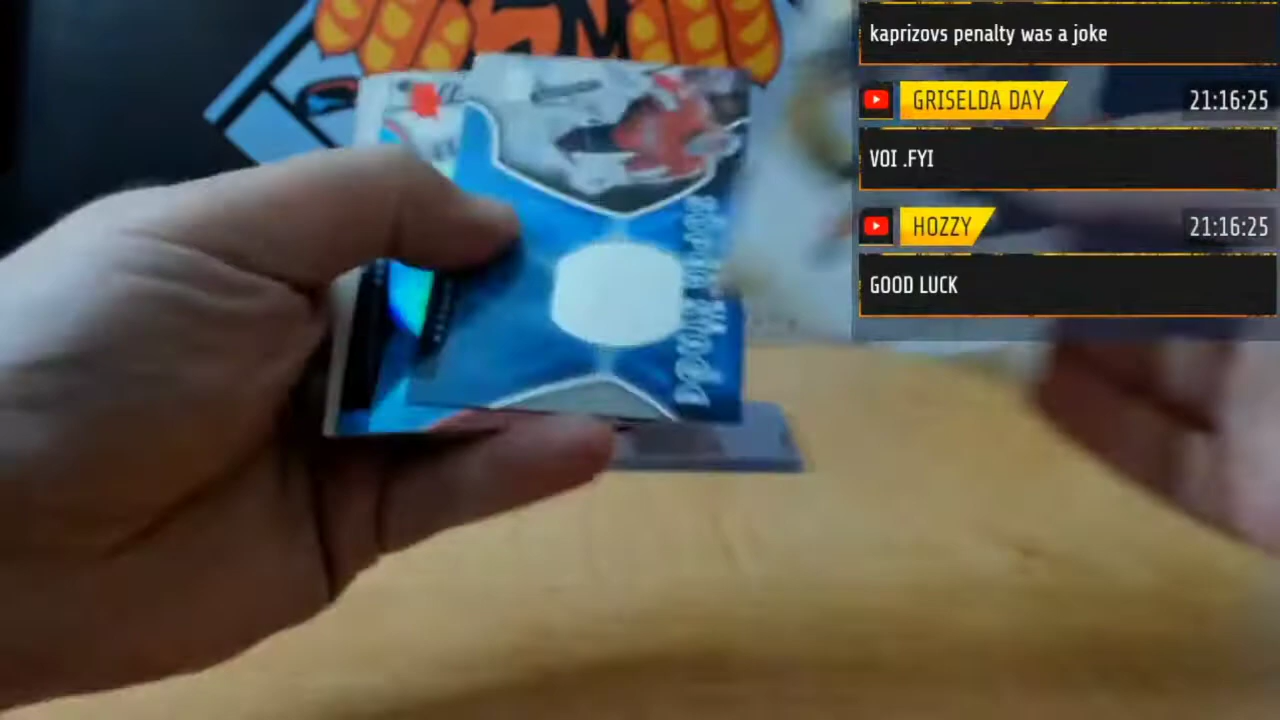 kaprizovs penalty was a joke
GRISELDA DAY
21:16:25
VOI .FYI
HOZZY
21:16:25
GOOD LUCK